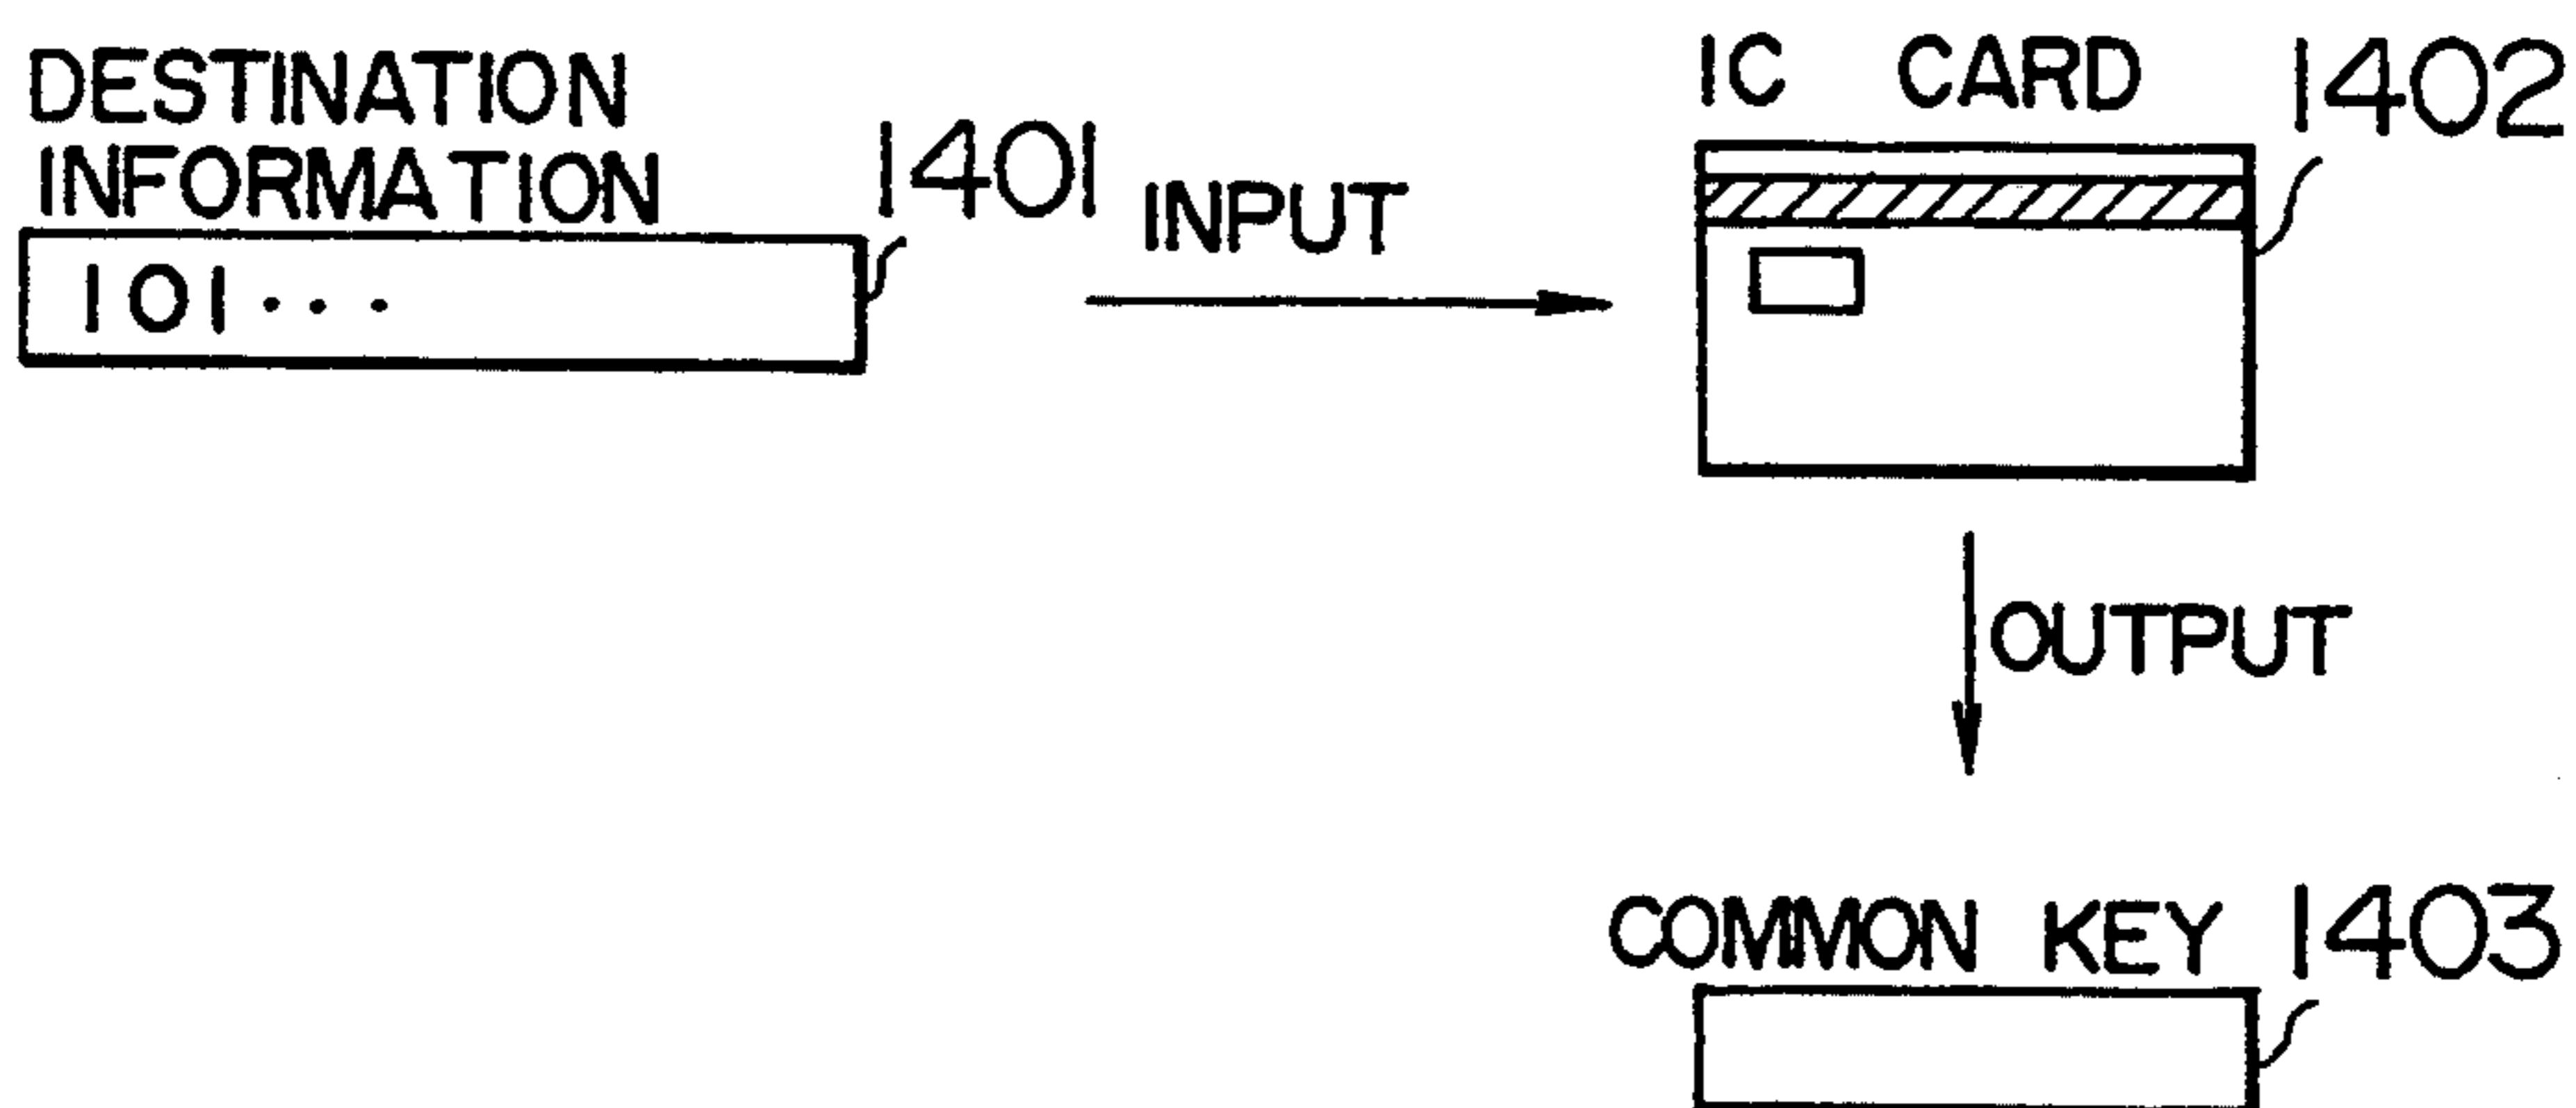 DESTINATION
INFORMATION
1401
101...
INPUT
IC CARD
1402
OUTPUT
COMMON KEY
1403